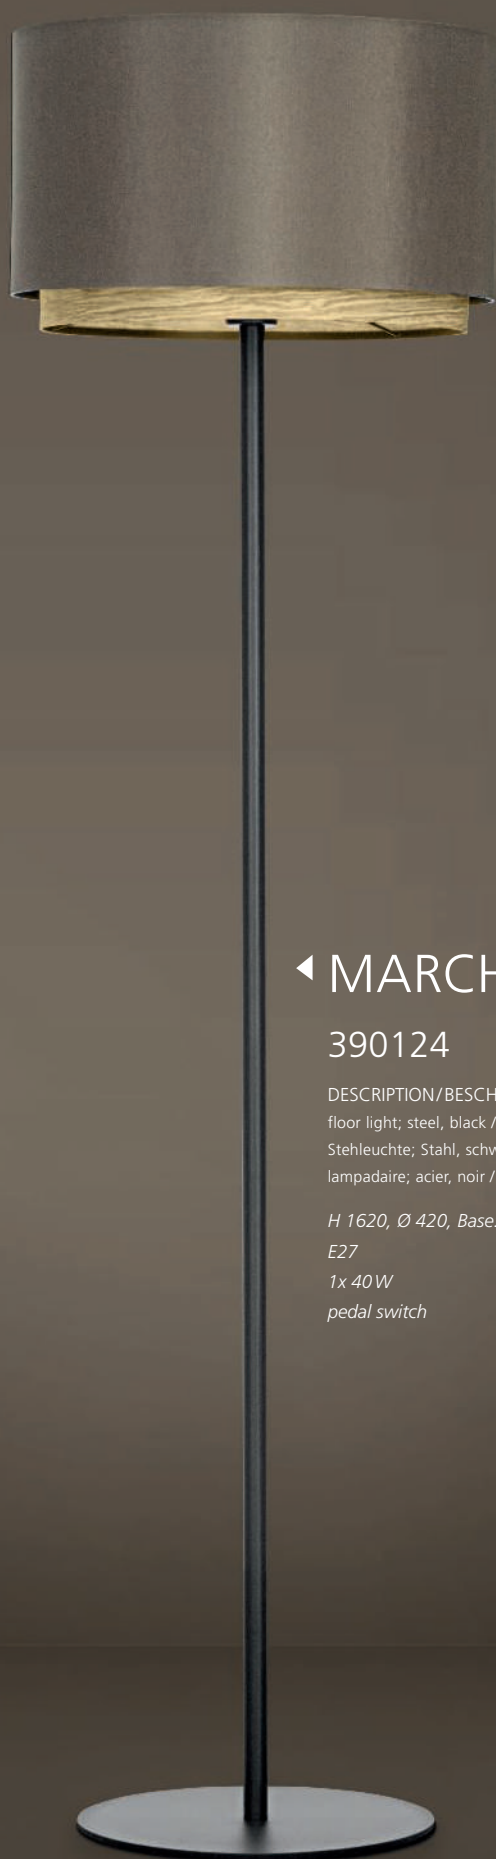 MARCH
390124
DESCRIPTION/BESCH
floor light; steel, black /
Stehleuchte; Stahl, schw
lampadaire; acier, noir /
H 1620, Ø 420, Base:
E27
1x 40 W
pedal switch